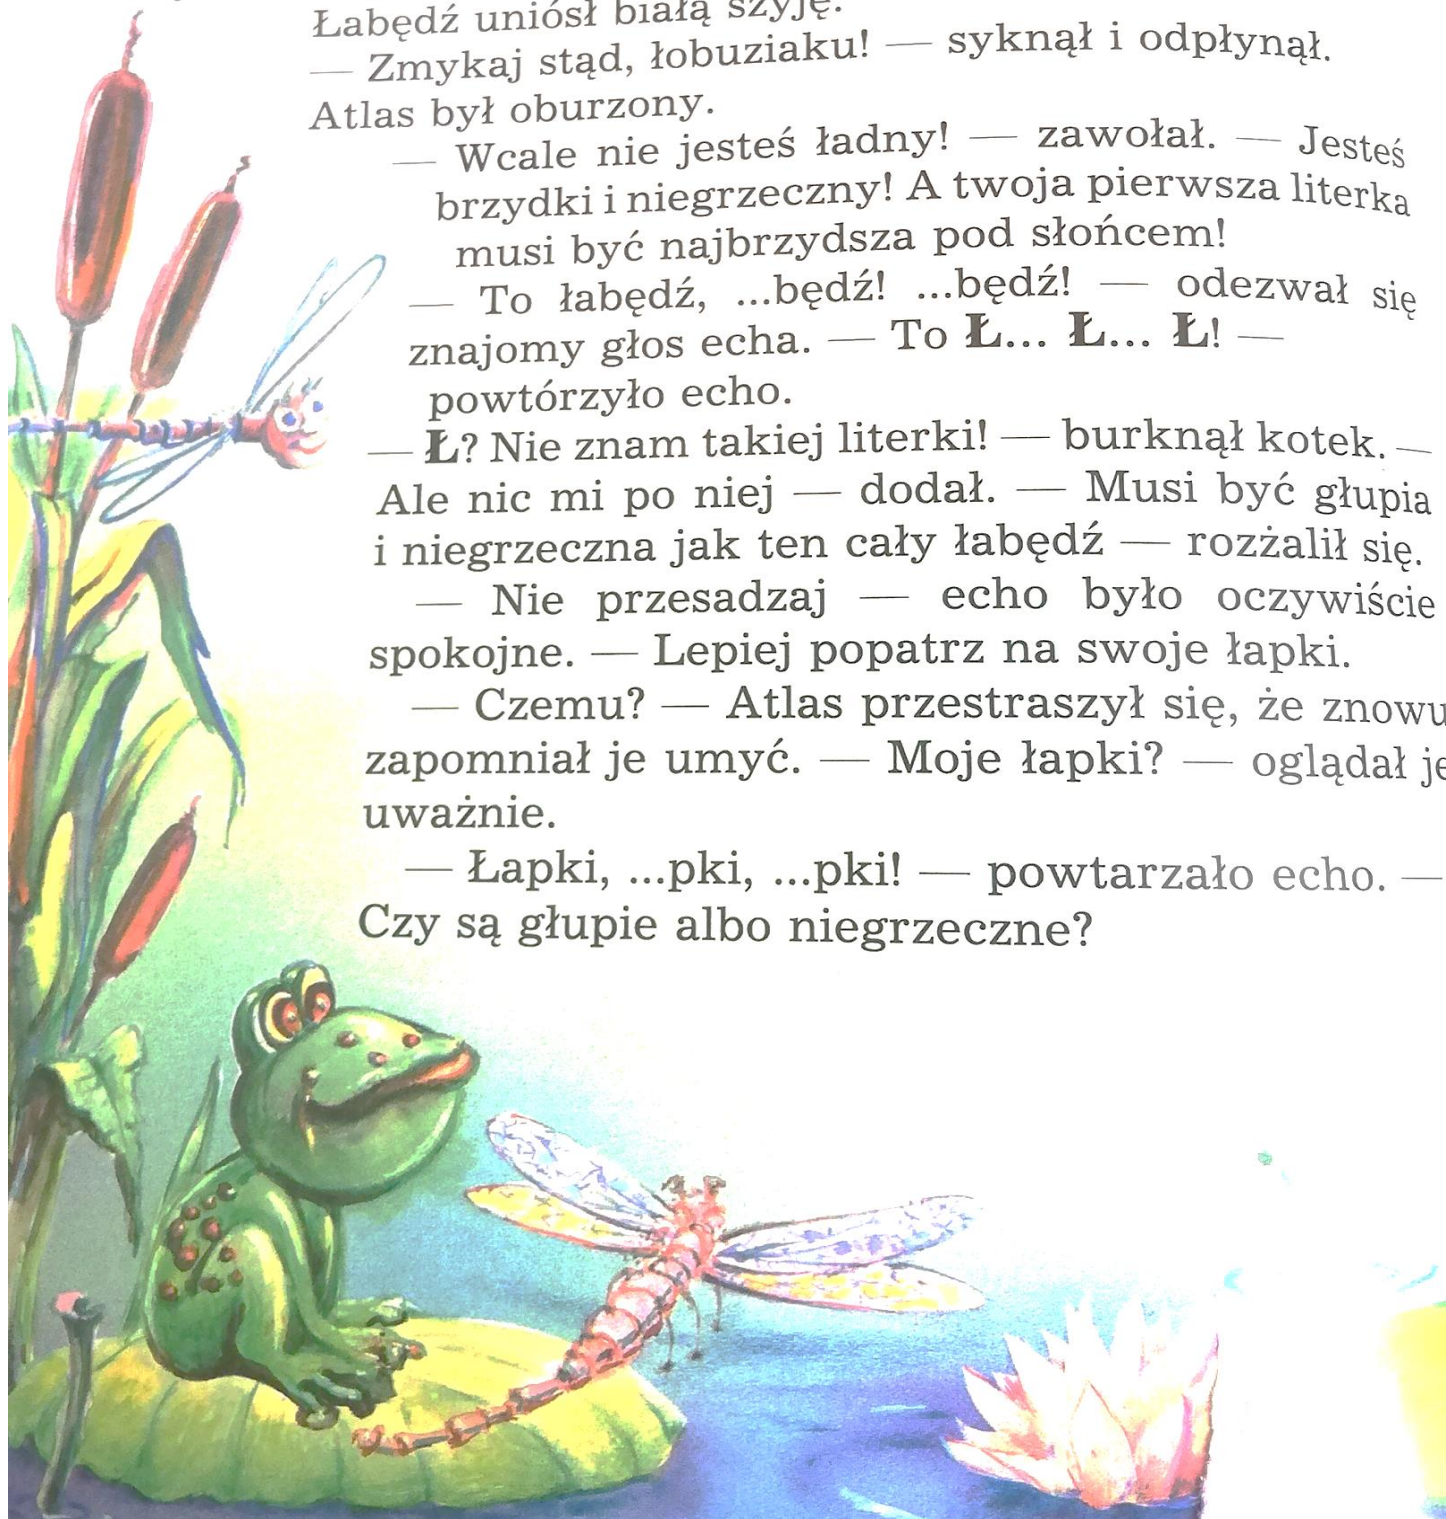 Łabędź uniósł białą szyję.
— Zmykaj stąd, łobuziaku! — syknął i odpłynął.
Atlas był oburzony.
— Wcale nie jesteś ładny! — zawołał. — Jesteś
brzydki i niegrzeczny! A twoja pierwsza literka
musi być najbrzydsza pod słońcem!
— To łabędź, ...będź! ...będź! — odezwał się
znajomy głos echa. — To Ł... Ł... Ł! —
powtórzyło echo.
— Ł? Nie znam takiej literki! — burknął kotek. —
Ale nic mi po niej — dodał. — Musi być głupia
i niegrzeczna jak ten cały łabędź — rozżalił się.
— Nie przesadzaj — echo było oczywiście
spokojne. — Lepiej popatrz na swoje łapki.
— Czemu? — Atlas przestraszył się, że znowu
zapomniał je umyć. — Moje łapki? — oglądał je
uważnie.
— Łapki, ...pki, ...pki! — powtarzało echo. —
Czy są głupie albo niegrzeczne?